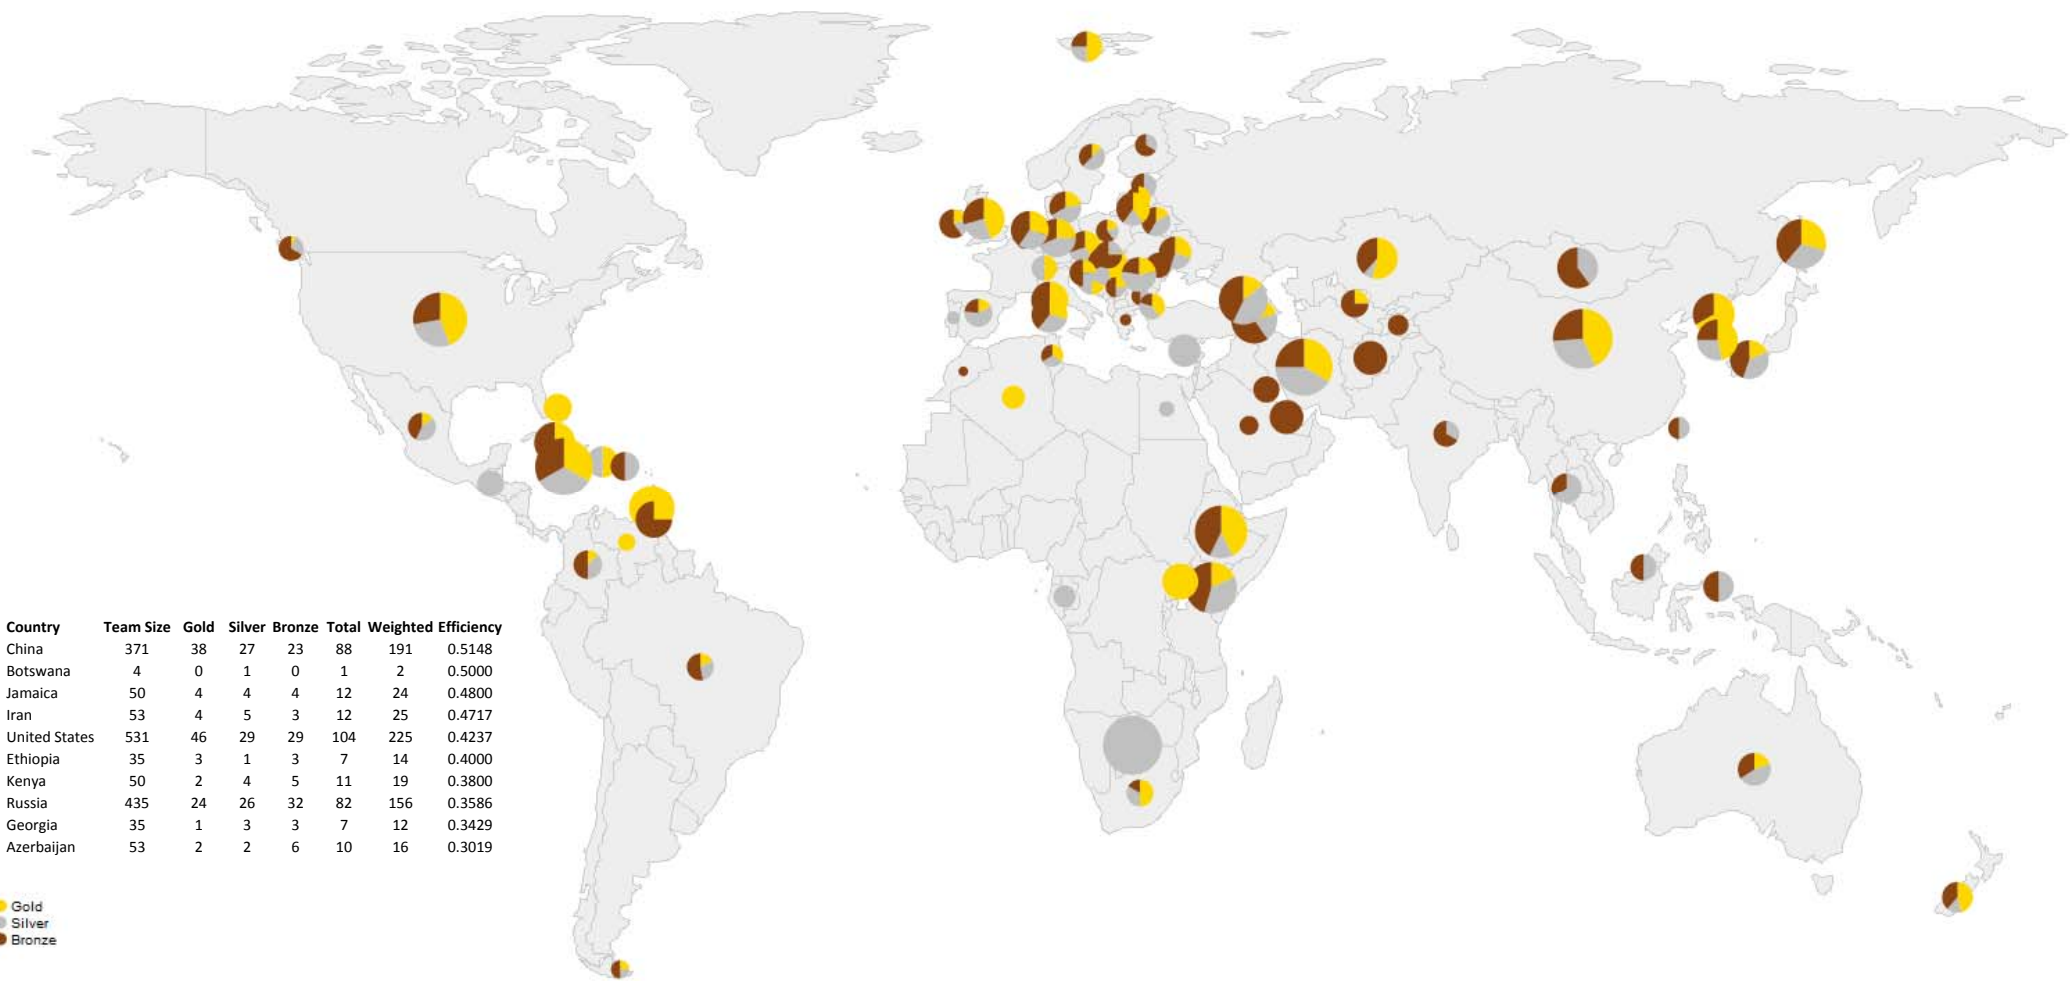 Country Team Size Gold Silver Bronze Total Weighted Efficiency
China 371 38 27 23 88 191 0.5148
Botswana 4 0 1 0 1 2 0.5000
Jamaica 50 4 4 4 12 24 0.4800
Iran 53 4 5 3 12 25 0.4717
United States 531 46 29 29 104 225 0.4237
Ethiopia 35 3 1 3 7 14 0.4000
Kenya 50 2 4 5 11 19 0.3800
Russia 435 24 26 32 82 156 0.3586
Georgia 35 1 3 3 7 12 0.3429
Azerbaijan 53 2 2 6 10 16 0.3019
Gold
Silver
Bronze